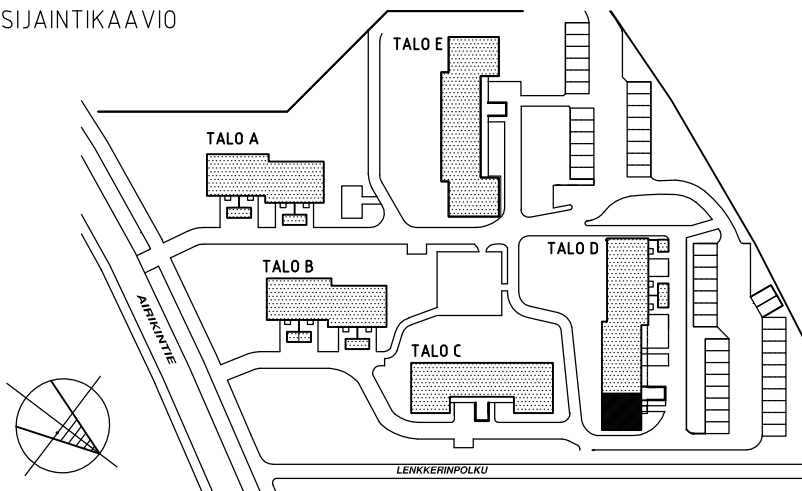 SIJAINTIKAAVIO
TALO E
TALO A
TALO D
TALO B
AIRIKINTIE
TALO C
LENKKERINPOLKU